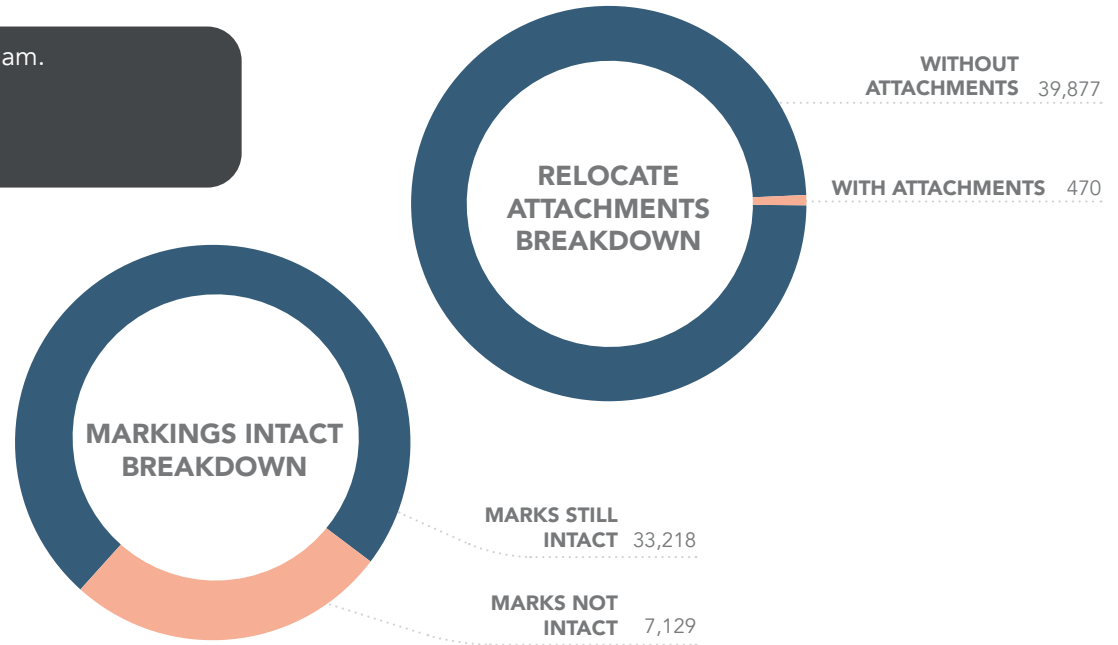 am.
WITHOUT
ATTACHMENTS 39,877
WITH ATTACHMENTS 470
RELOCATE
ATTACHMENTS
BREAKDOWN
MARKINGS INTACT
BREAKDOWN
MARKS STILL
INTACT 33,218
MARKS NOT
INTACT 7,129